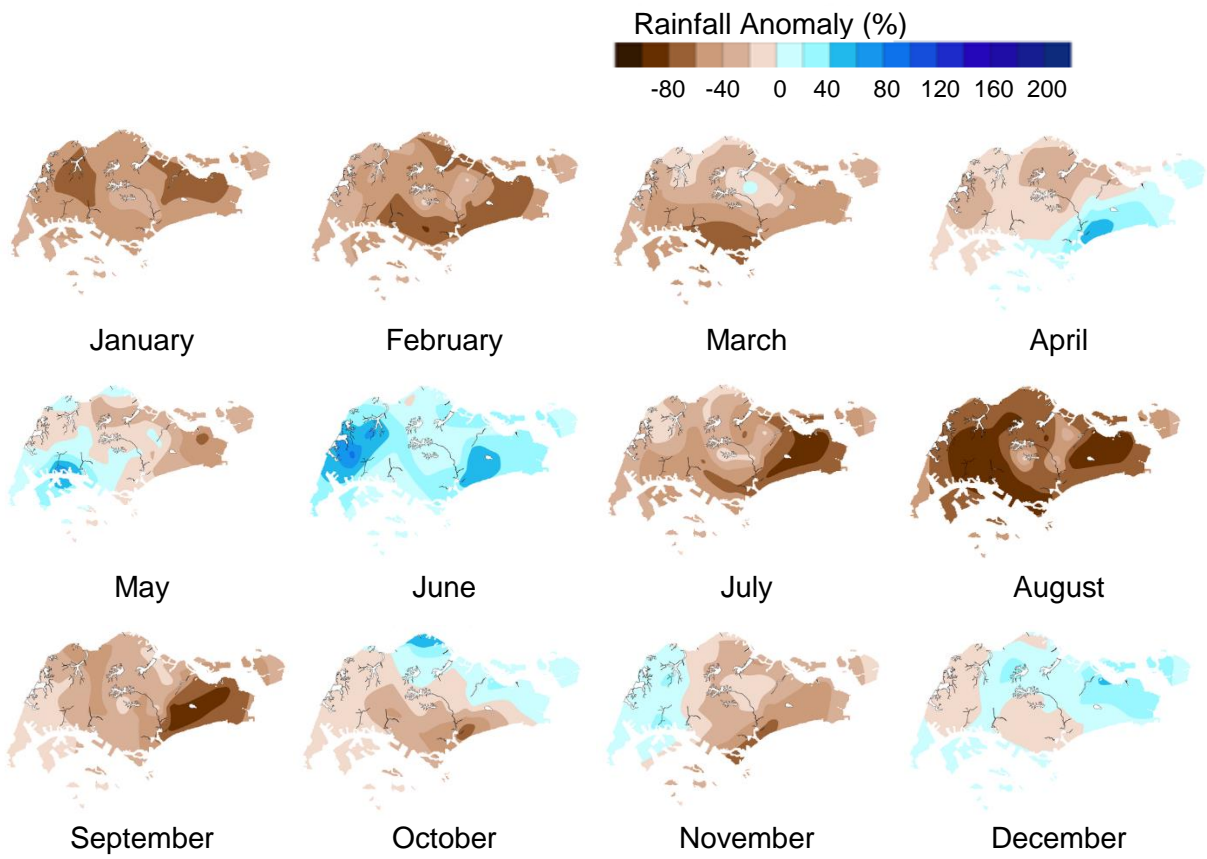 Rainfall Anomaly (%)
-80 -40 0 40 80 120 160 200
January February March April
May June July August
September October November December